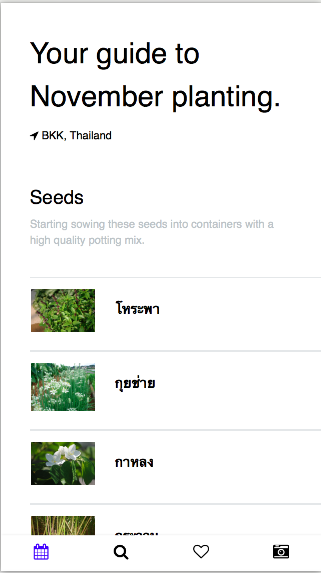 Your guide to
November planting.
BKK, Thailand
Seeds
Starting sowing these seeds into containers with a
high quality potting mix.
โหระพา
กุยช่าย
กาหลง